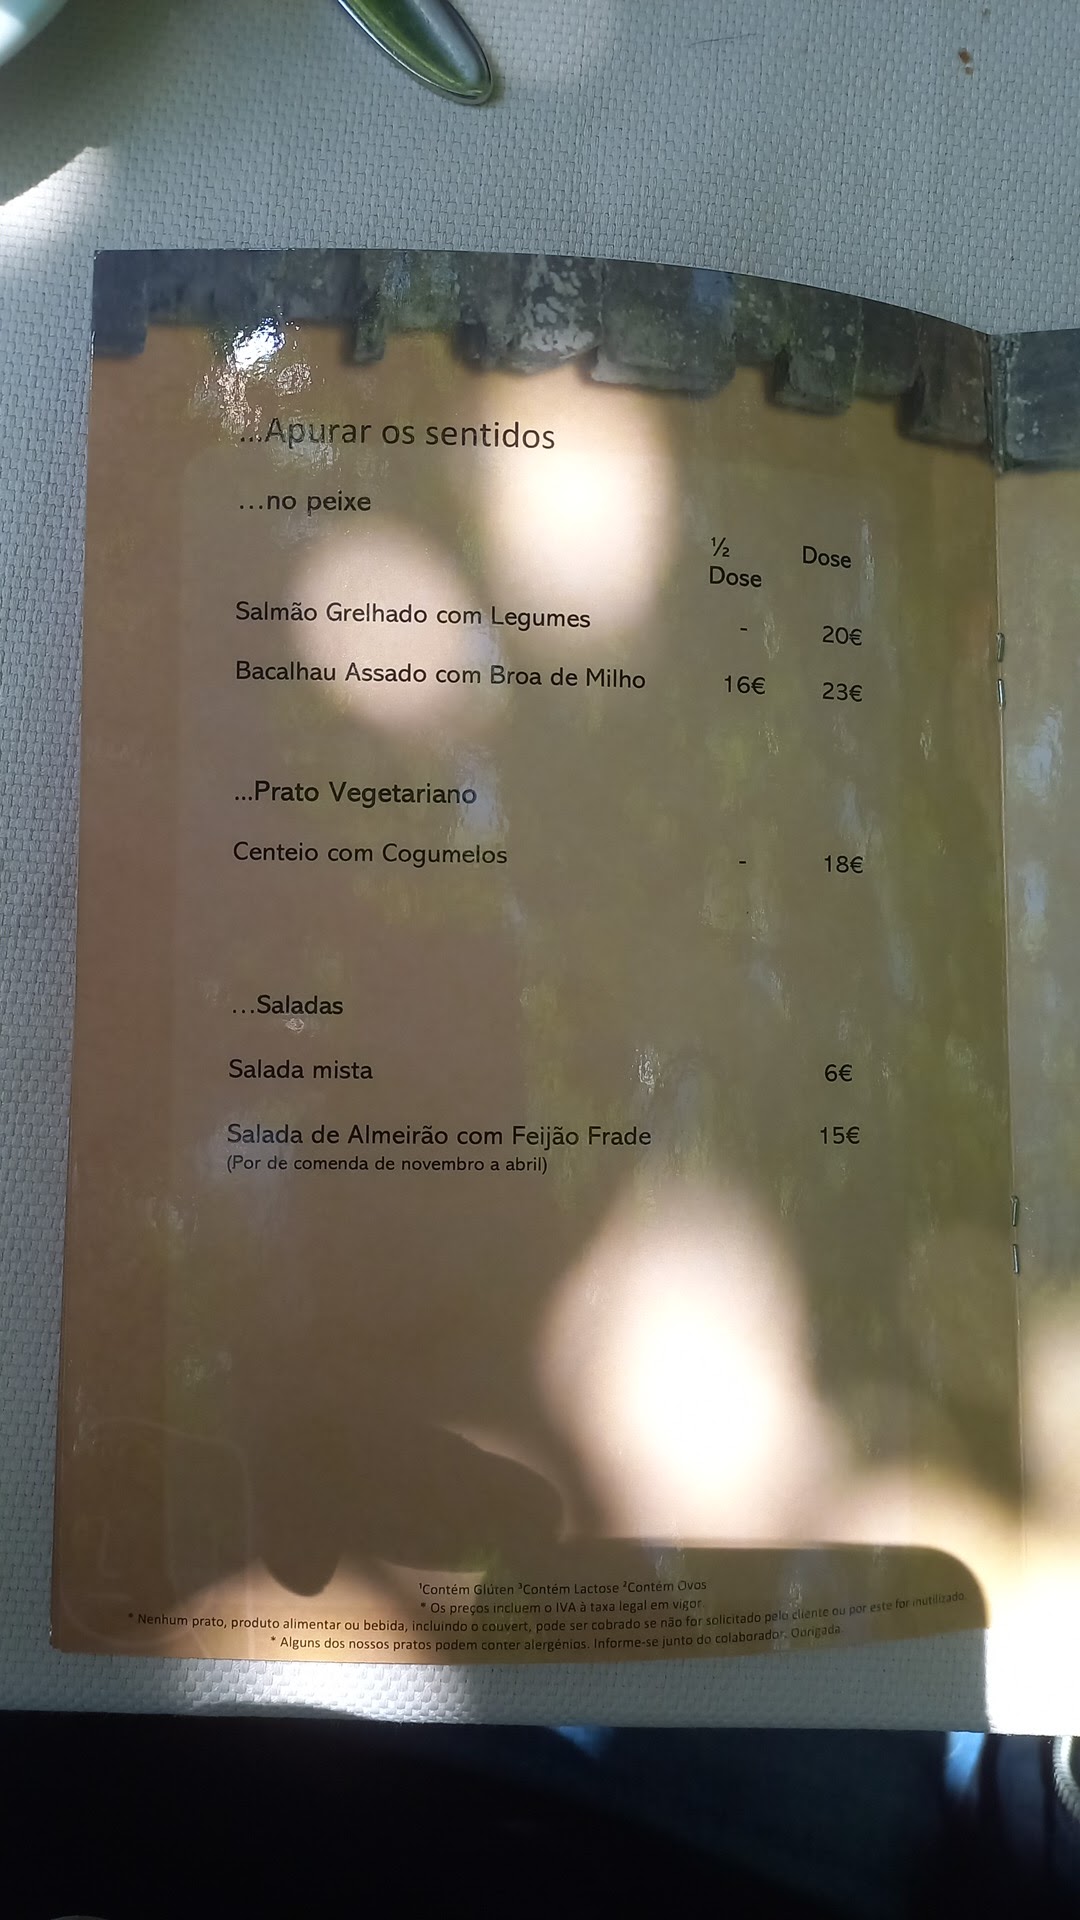 ...Apurar os sentidos
...no peixe
½ Dose Dose
Salmão Grelhado com Legumes - 20€
Bacalhau Assado com Broa de Milho 16€ 23€
...Prato Vegetariano
Centeio com Cogumelos - 18€
...Saladas
Salada mista 6€
Salada de Almeirão com Feijão Frade 15€
(Por de comenda de novembro a abril)
¹Contém Glúten ³Contém Lactose ²Contém Ovos
* Os preços incluem o IVA à taxa legal em vigor.
* Nenhum prato, produto alimentar ou bebida, incluindo o couvert, pode ser cobrado se não for solicitado pelo cliente ou por este for inutilizado.
* Alguns dos nossos pratos podem conter alergénios. Informe-se junto do colaborador. Obrigada.